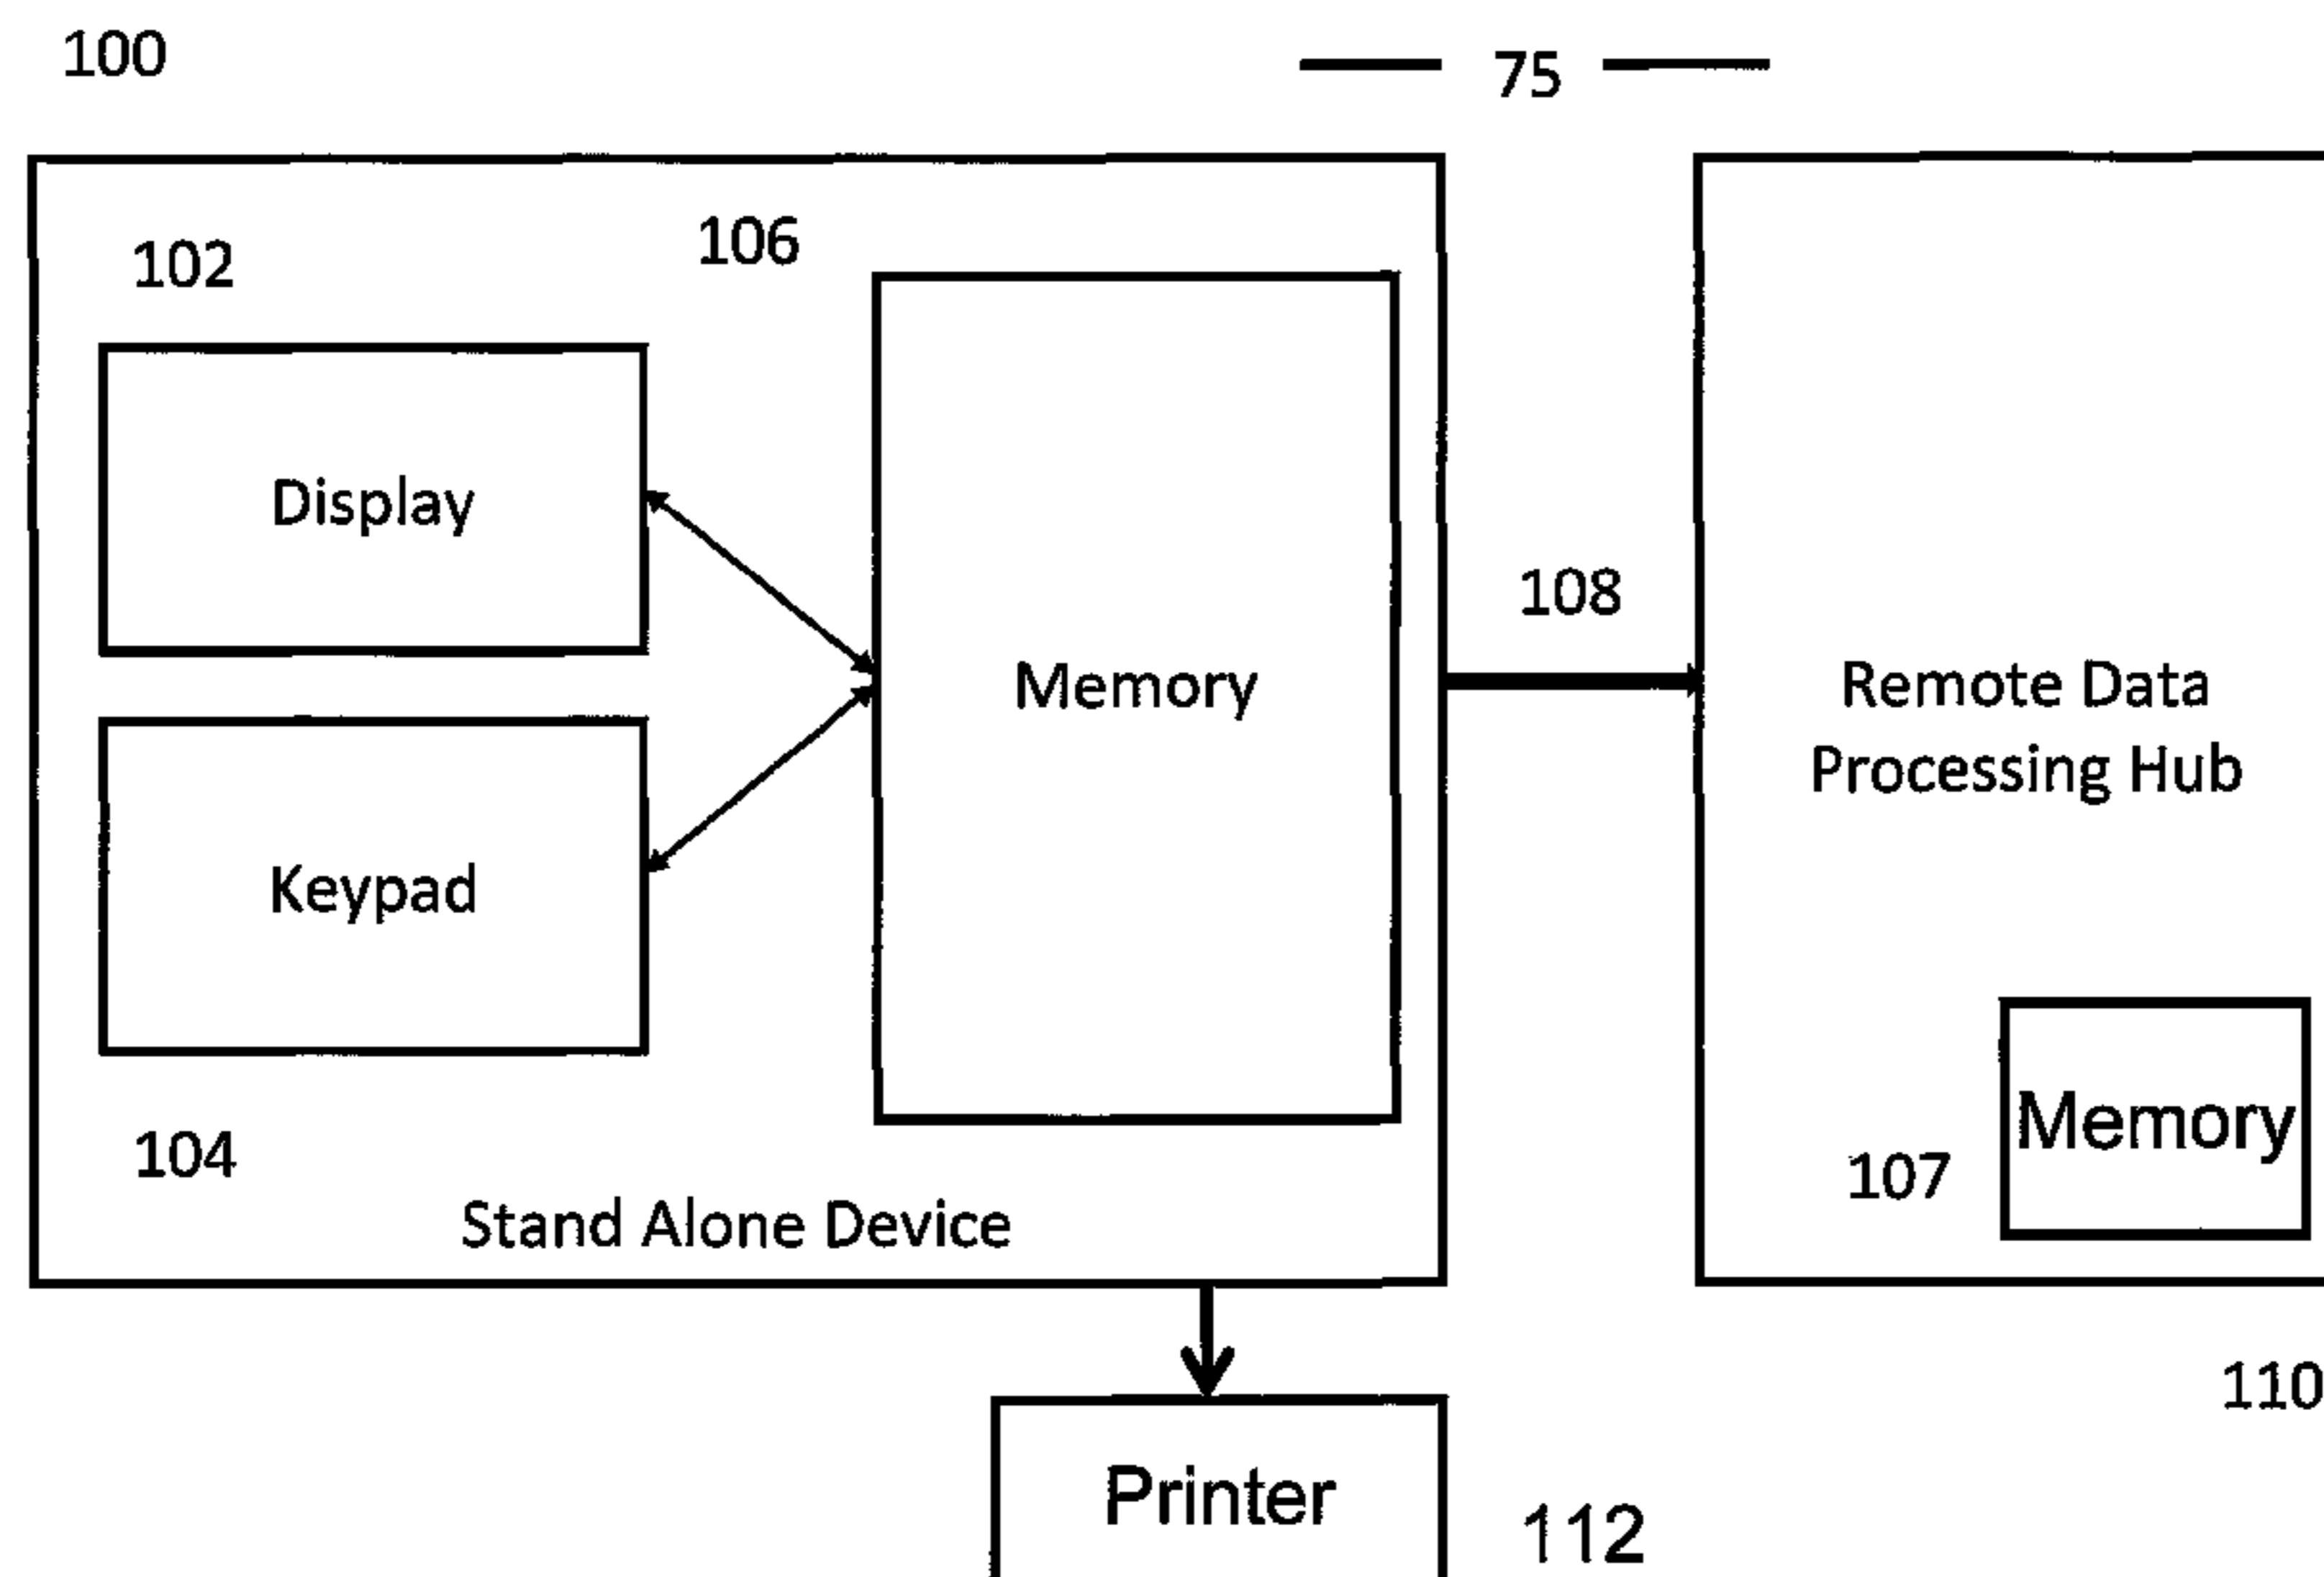 100
75
102
106
Display
Memory
108
Remote Data
Processing Hub
Keypad
Memory
107
104
Stand Alone Device
110
Printer
112